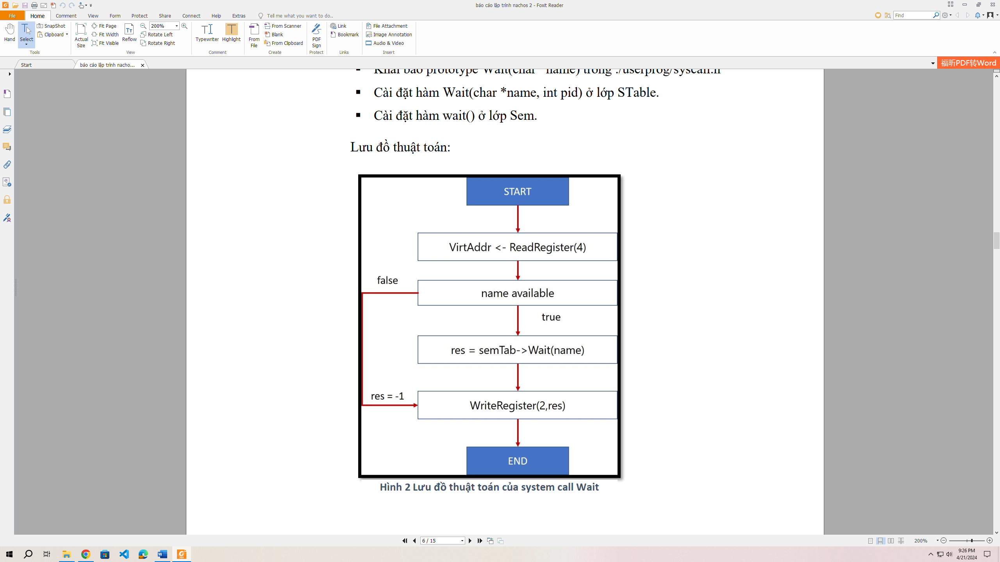 báo cáo lập trình nachos 2 - Foxit Reader
File Home Comment View Form Protect Share Connect Help Extras Tell me what you want to do.. Find
Hand
Select
SnapShot
Clipboard
Tools
Actual Size
Fit Page
Fit Width
Fit Visible
Reflow
200%
Rotate Left
Rotate Right
View
Typewriter
Highlight
Comment
From File
From Scanner
Blank
From Clipboard
Create
PDF Sign
Protect
Link
Bookmark
Links
File Attachment
Image Annotation
Audio & Video
Insert
Start
báo cáo lập trình nacho...
福昕PDF转Word
Khai báo prototype Wait(char* name) trong ./userprog/syscall.h
▪ Cài đặt hàm Wait(char *name, int pid) ở lớp STable.
▪ Cài đặt hàm wait() ở lớp Sem.
Lưu đồ thuật toán:
START
VirtAddr <- ReadRegister(4)
false
name available
true
res = semTab->Wait(name)
res = -1
WriteRegister(2,res)
END
Hình 2 Lưu đồ thuật toán của system call Wait
6 / 15
200%
9:26 PM
4/21/2024